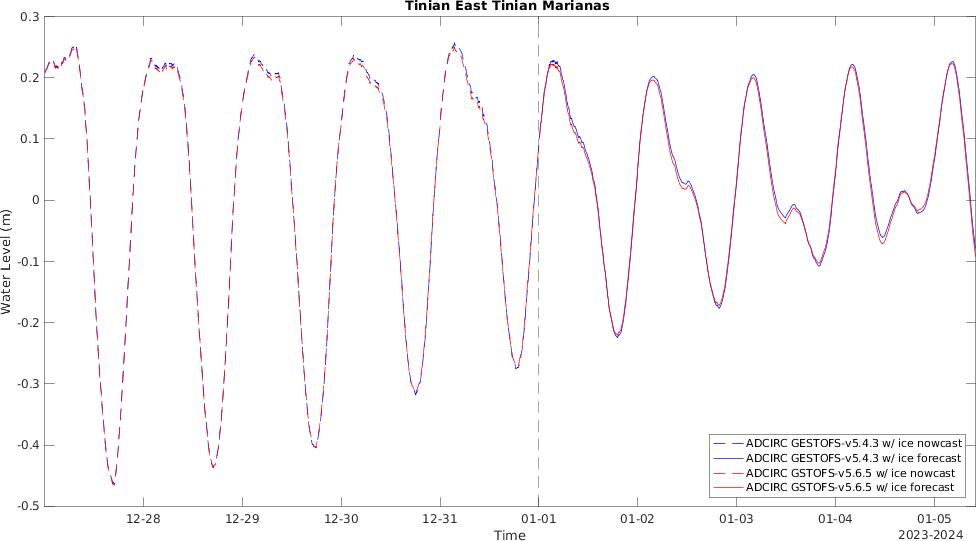 Tinian East Tinian Marianas
0.3
0.2
0.1
0
-0.1
-0.2
-0.3
-0.4
-0.5
Water Level (m)
ADCIRC GESTOFS-v5.4.3 w/ ice nowcast
ADCIRC GESTOFS-v5.4.3 w/ ice forecast
ADCIRC GSTOFS-v5.6.5 w/ ice nowcast
ADCIRC GSTOFS-v5.6.5 w/ ice forecast
12-28 12-29 12-30 12-31 01-01 01-02 01-03 01-04 01-05
Time
2023-2024